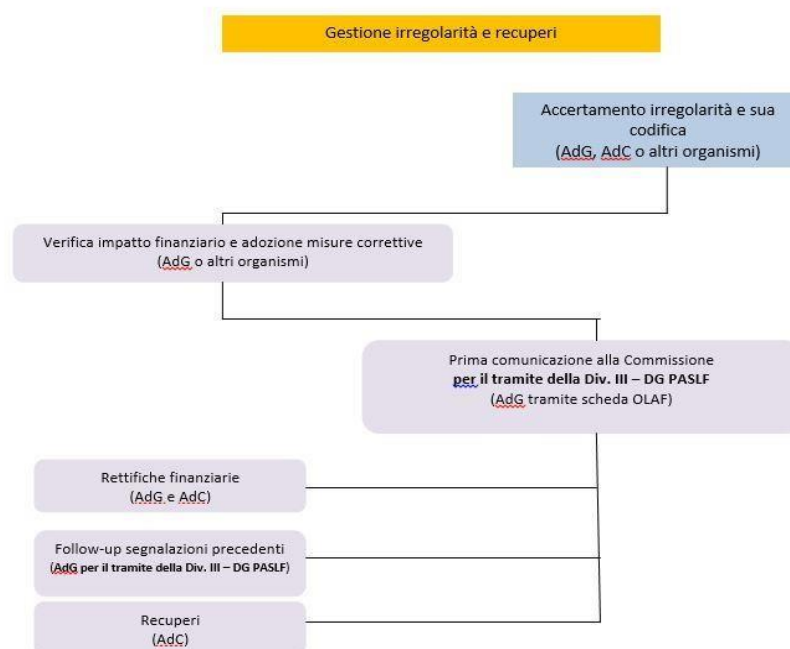 Gestione irregolarità e recuperi
Accertamento irregolarità e sua
codifica
(AdG, AdC o altri organismi)
Verifica impatto finanziario e adozione misure correttive
(AdG o altri organismi)
Prima comunicazione alla Commissione
per il tramite della Div. III – DG PASLF
(AdG tramite scheda OLAF)
Rettifiche finanziarie
(AdG e AdC)
Follow-up segnalazioni precedenti
(AdG per il tramite della Div. III – DG PASLF)
Recuperi
(AdC)